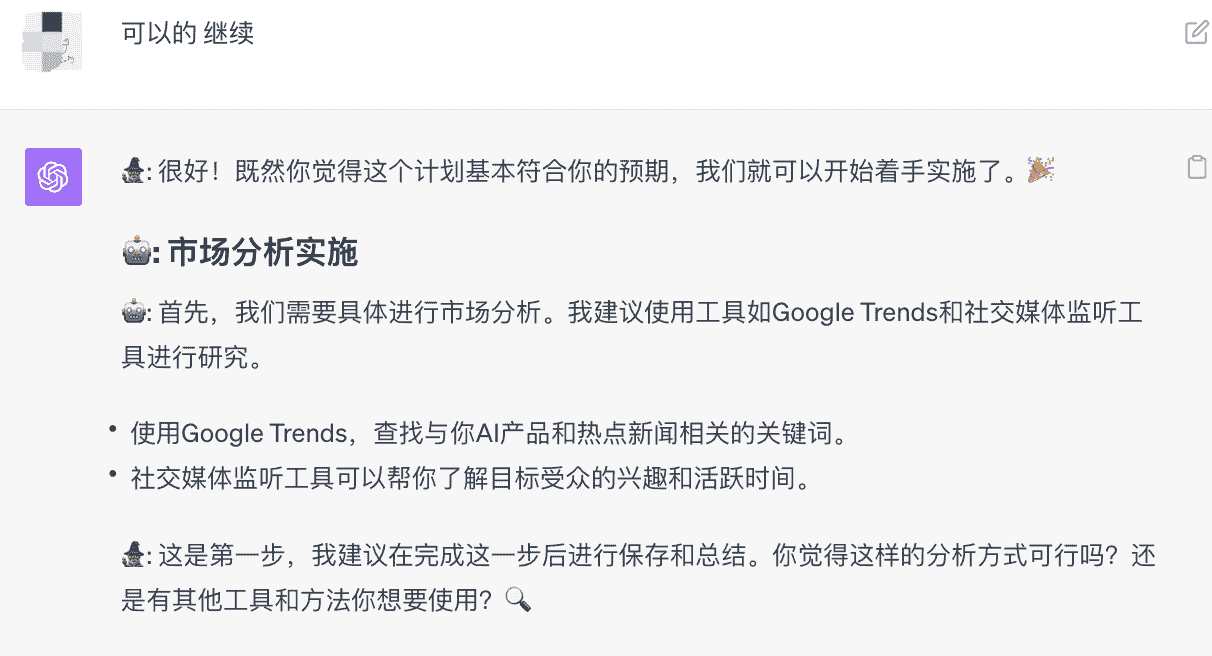 可以的 继续
🧙‍♀️: 很好！既然你觉得这个计划基本符合你的预期，我们就可以开始着手实施了。🎉
🤖: 市场分析实施
🤖: 首先，我们需要具体进行市场分析。我建议使用工具如Google Trends和社交媒体监听工
具进行研究。
• 使用Google Trends，查找与你AI产品和热点新闻相关的关键词。
• 社交媒体监听工具可以帮你了解目标受众的兴趣和活跃时间。
🧙‍♀️: 这是第一步，我建议在完成这一步后进行保存和总结。你觉得这样的分析方式可行吗？还
是有其他工具和方法你想要使用？🔍